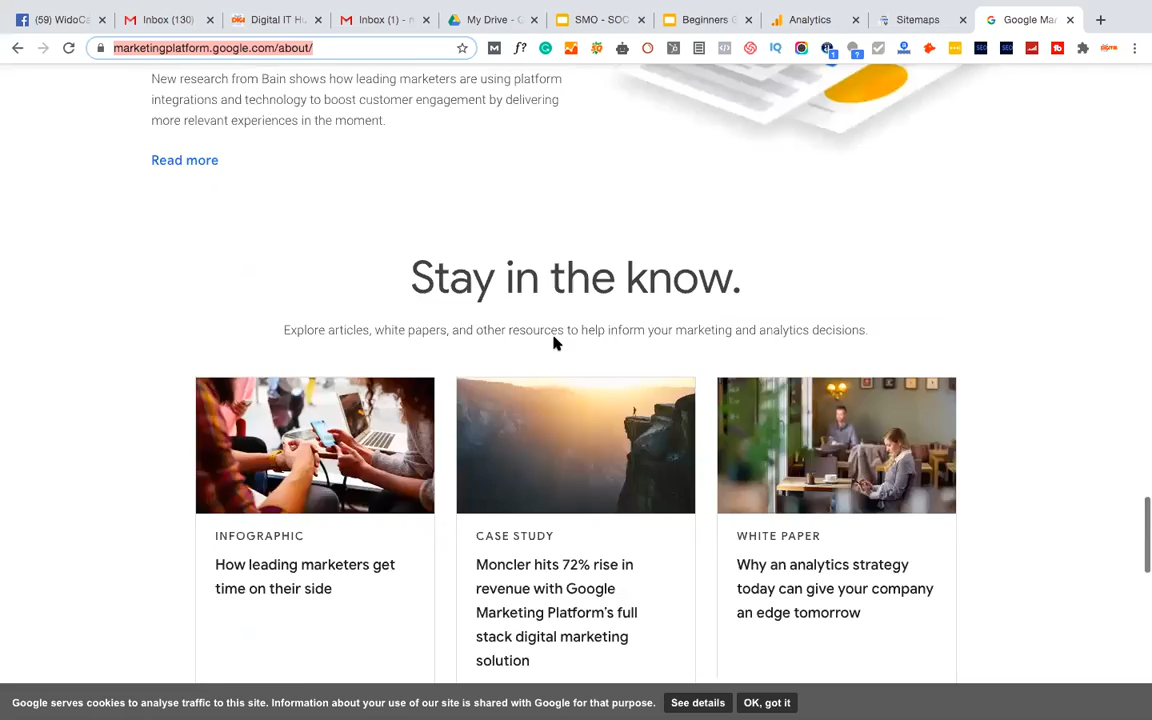 (59) WidoCa
Inbox (130)
Digital IT Hu
Inbox (1) - n
My Drive - G
SMO - SOC
Beginners G
Analytics
Sitemaps
Google Mar
marketingplatform.google.com/about/
New research from Bain shows how leading marketers are using platform
integrations and technology to boost customer engagement by delivering
more relevant experiences in the moment.
Read more
Stay in the know.
Explore articles, white papers, and other resources to help inform your marketing and analytics decisions.
INFOGRAPHIC
How leading marketers get
time on their side
CASE STUDY
Moncler hits 72% rise in
revenue with Google
Marketing Platform's full
stack digital marketing
solution
WHITE PAPER
Why an analytics strategy
today can give your company
an edge tomorrow
Google serves cookies to analyse traffic to this site. Information about your use of our site is shared with Google for that purpose.
See details
OK, got it